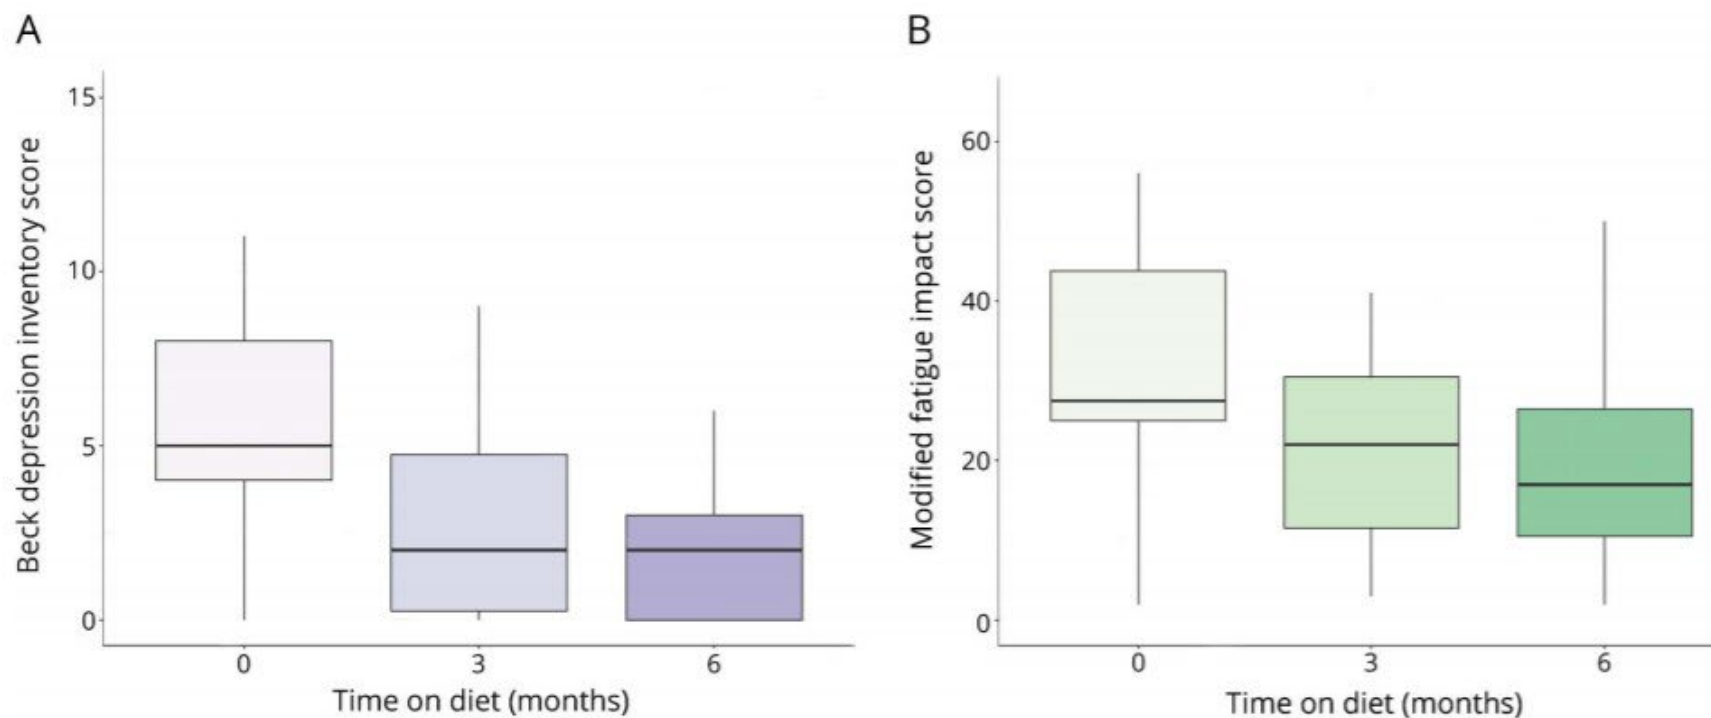 A
Beck depression inventory score
15
10
5
0
0 3 6
Time on diet (months)
B
Modified fatigue impact score
60
40
20
0
0 3 6
Time on diet (months)